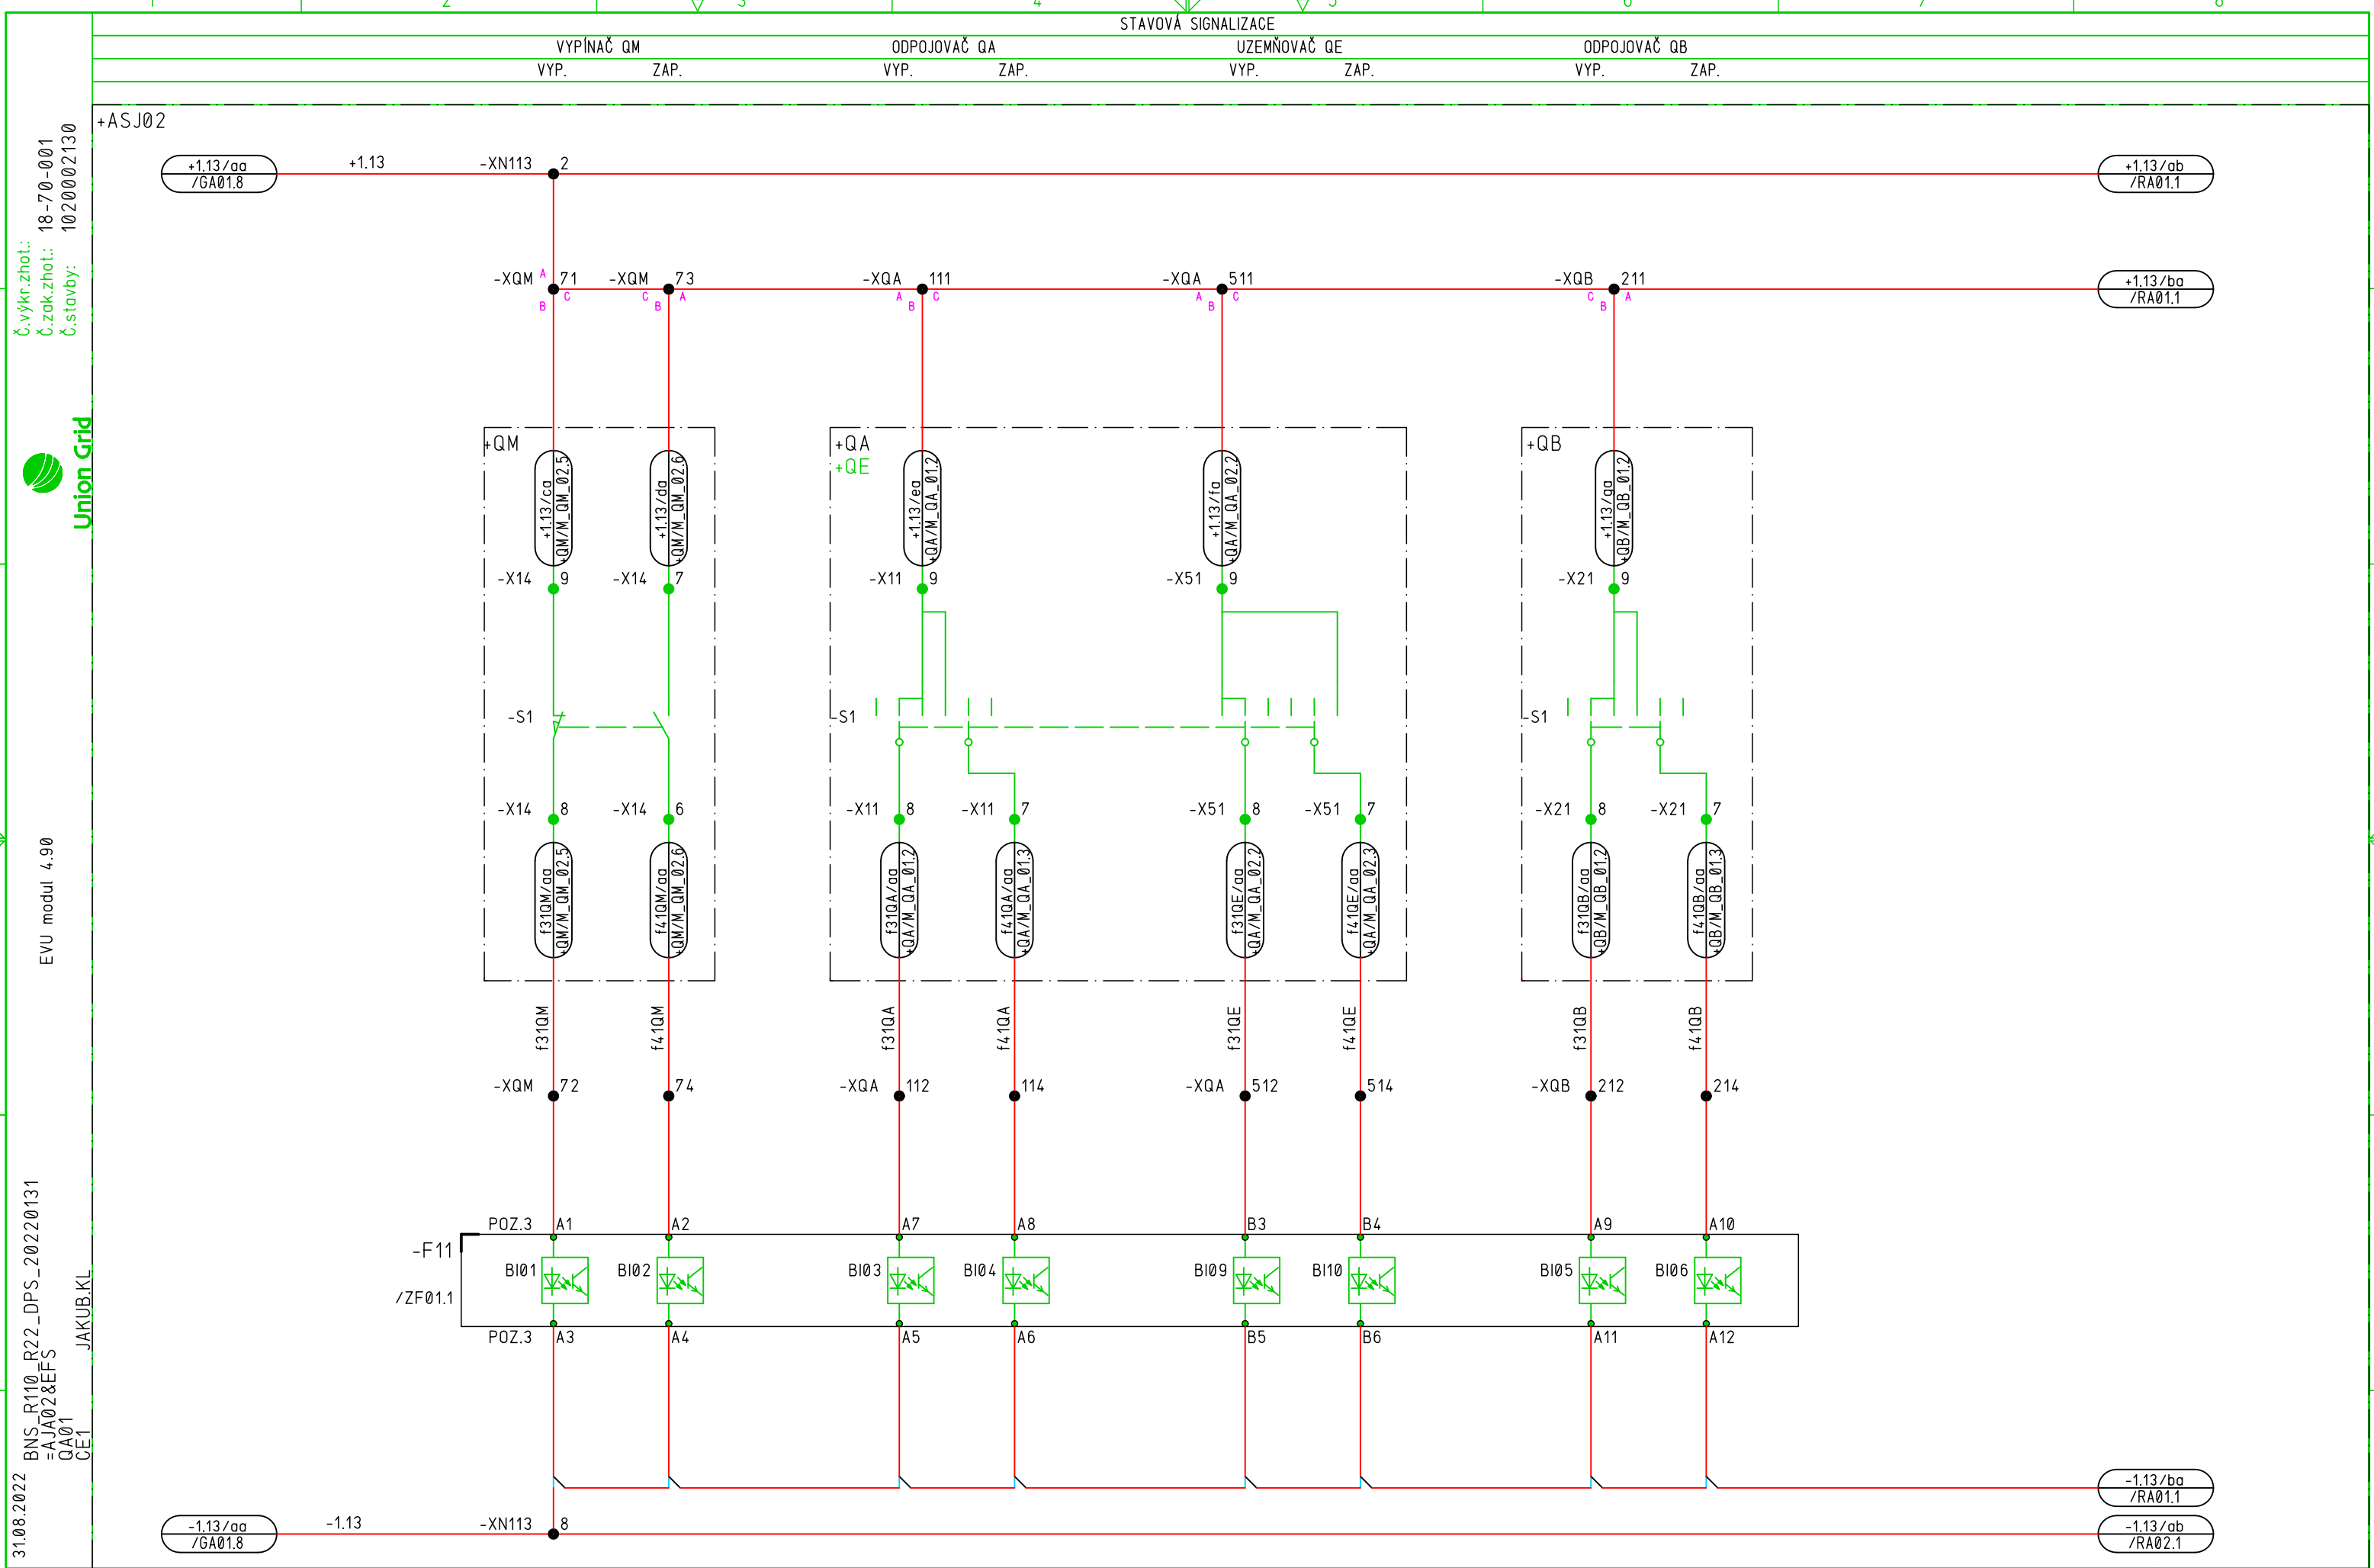 1 2 3 4 5 6 7 8
STAVOVÁ SIGNALIZACE
VYPÍNAČ QM ODPOJOVAČ QA UZEMŇOVAČ QE ODPOJOVAČ QB
VYP. ZAP. VYP. ZAP. VYP. ZAP. VYP. ZAP.
+ASJ02
+1.13/aa
/GA01.8
+1.13
-XN113 2
+1.13/ab
/RA01.1
-XQM A 71 B C
-XQM 73 C B A
-XQA 111 A B C
-XQA 511 A B C
-XQB 211 C B A
+1.13/ba
/RA01.1
+QM
+QA
+QE
+QB
+1.13/ca
+QM/M_QM_02.5
+1.13/da
+QM/M_QM_02.6
+1.13/ea
+QA/M_QA_01.2
+1.13/fa
+QA/M_QA_02.2
+1.13/ga
+QB/M_QB_01.2
-X14 9 -X14 7 -X11 9 -X51 9 -X21 9
-S1 -S1 -S1
-X14 8 -X14 6 -X11 8 -X11 7 -X51 8 -X51 7 -X21 8 -X21 7
f31QM/aa
+QM/M_QM_02.5
f41QM/aa
+QM/M_QM_02.6
f31QA/aa
+QA/M_QA_01.2
f41QA/aa
+QA/M_QA_01.3
f31QE/aa
+QA/M_QA_02.2
f41QE/aa
+QA/M_QA_02.3
f31QB/aa
+QB/M_QB_01.2
f41QB/aa
+QB/M_QB_01.3
f31QM f41QM f31QA f41QA f31QE f41QE f31QB f41QB
-XQM 72 74 -XQA 112 114 -XQA 512 514 -XQB 212 214
POZ.3 A1 A2 A7 A8 B3 B4 A9 A10
-F11
BI01 BI02 BI03 BI04 BI09 BI10 BI05 BI06
/ZF01.1
POZ.3 A3 A4 A5 A6 B5 B6 A11 A12
-1.13/ba
/RA01.1
-1.13/aa
/GA01.8
-1.13
-XN113 8
-1.13/ab
/RA02.1
Č.výkr.zhot.:
Č.zak.zhot.: 18-70-001
Č.stavby: 1020002130
Union Grid
EVU modul 4.90
31.08.2022
BNS_R110_R22_DPS_20220131
=AJA02&EFS
QA01
CE1
JAKUB.KL